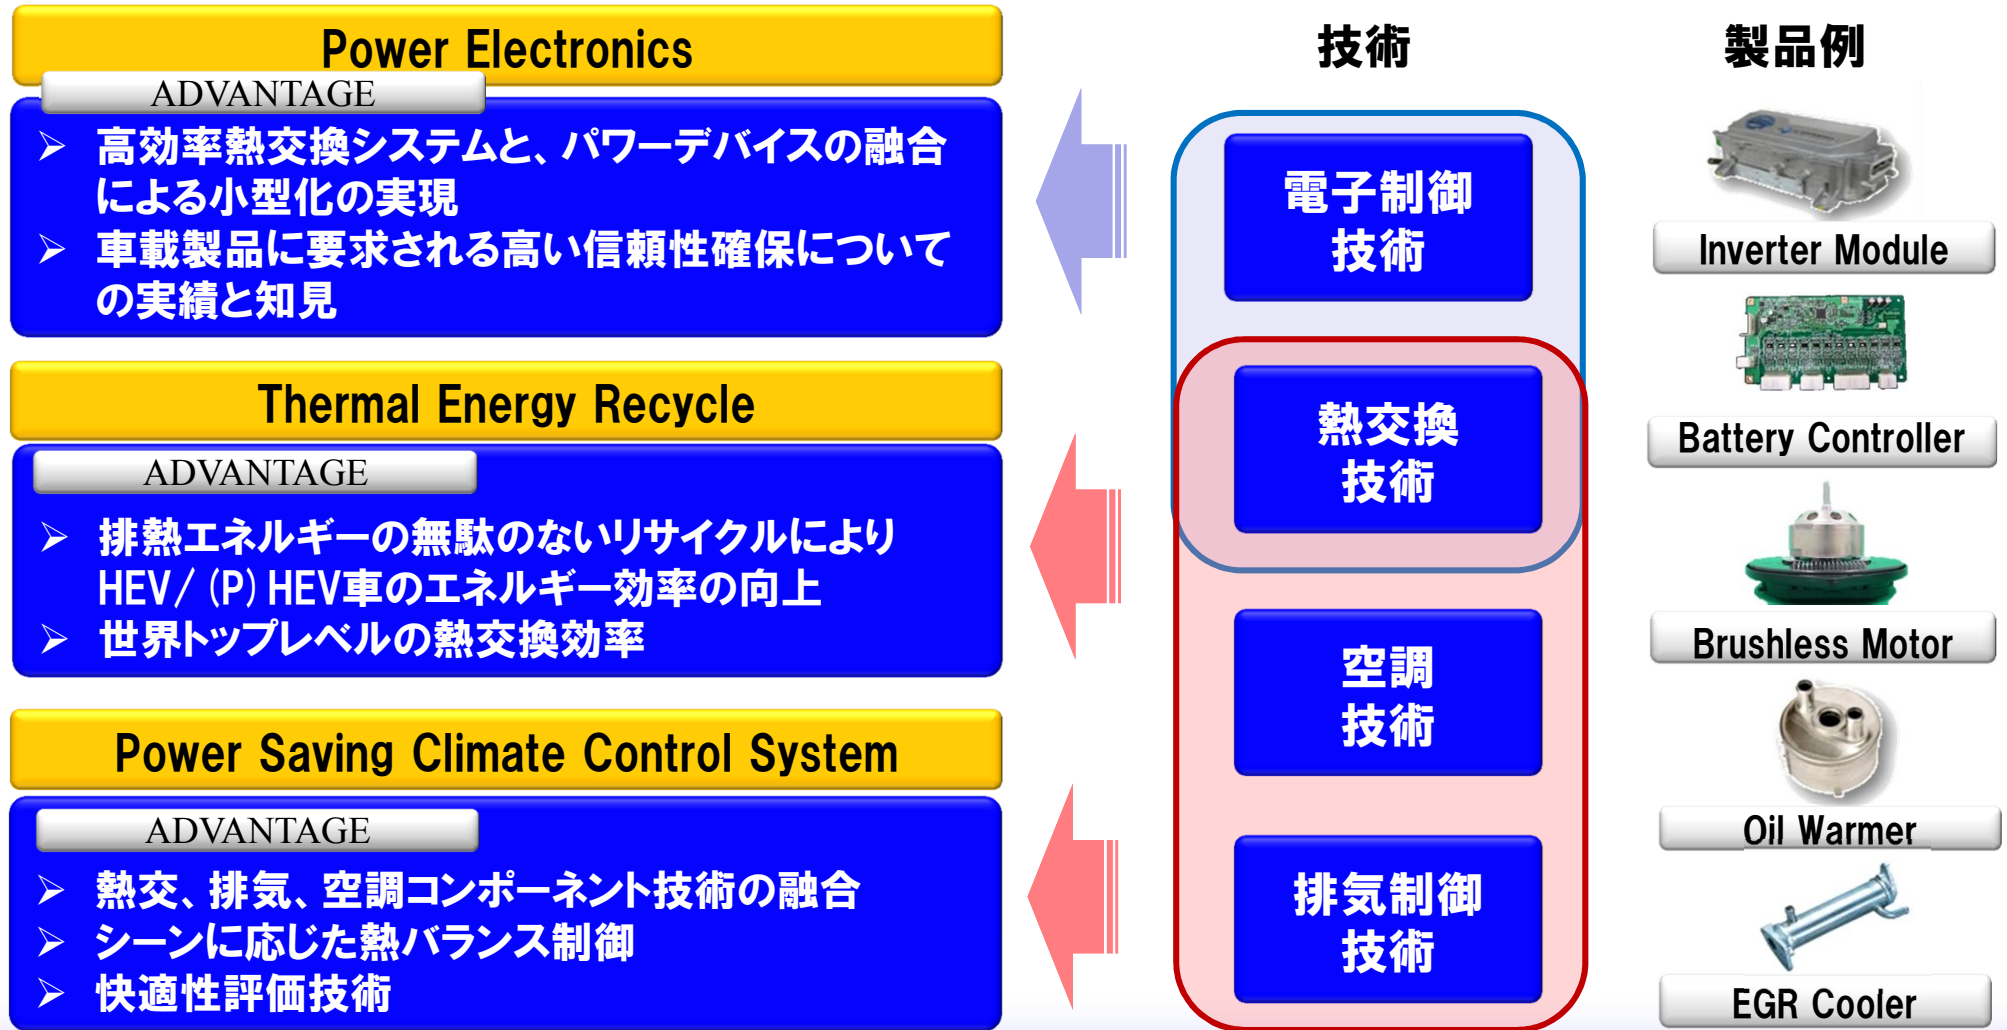 Power Electronics
ADVANTAGE
➢ 高効率熱交換システムと、パワーデバイスの融合
による小型化の実現
➢ 車載製品に要求される高い信頼性確保について
の実績と知見
Thermal Energy Recycle
ADVANTAGE
➢ 排熱エネルギーの無駄のないリサイクルにより
HEV/(P)HEV車のエネルギー効率の向上
➢ 世界トップレベルの熱交換効率
Power Saving Climate Control System
ADVANTAGE
➢ 熱交、排気、空調コンポーネント技術の融合
➢ シーンに応じた熱バランス制御
➢ 快適性評価技術
技術
電子制御
技術
熱交換
技術
空調
技術
排気制御
技術
製品例
Inverter Module
Battery Controller
Brushless Motor
Oil Warmer
EGR Cooler